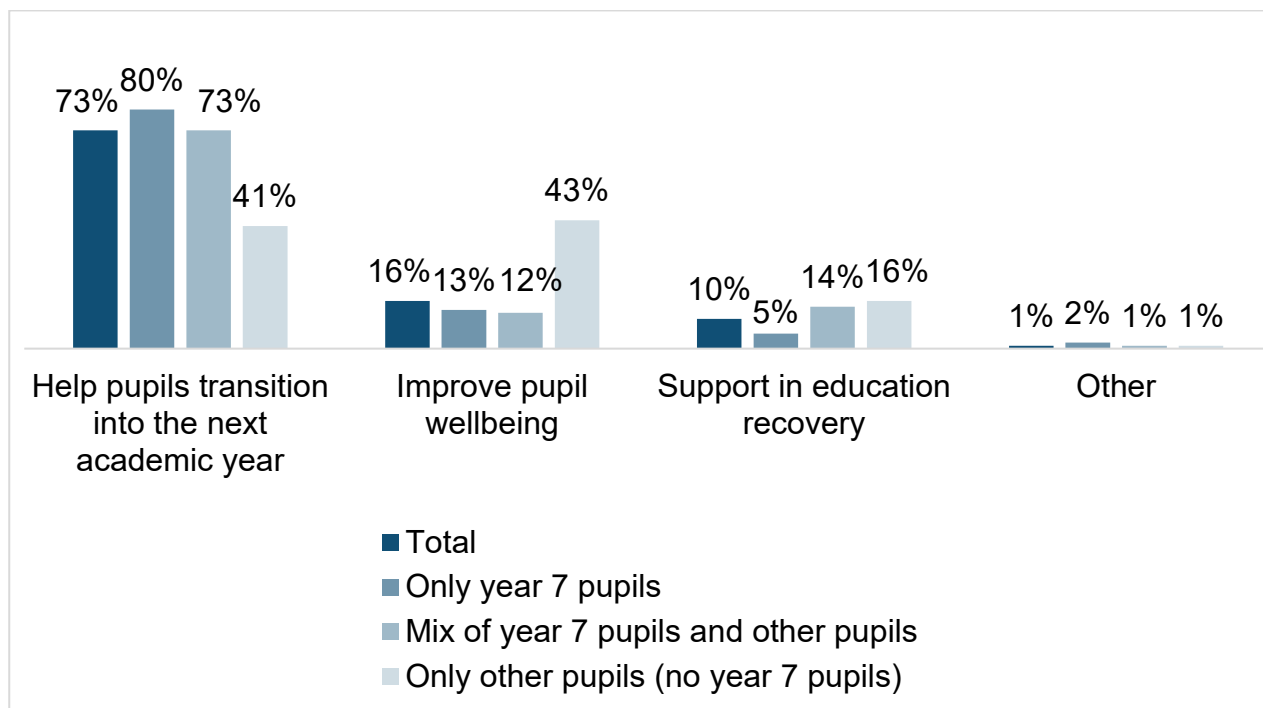 73%
80%
73%
41%
16%
13%
12%
43%
10%
5%
14%
16%
1%
2%
1%
1%
Help pupils transition
into the next
academic year
Improve pupil
wellbeing
Support in education
recovery
Other
Total
Only year 7 pupils
Mix of year 7 pupils and other pupils
Only other pupils (no year 7 pupils)